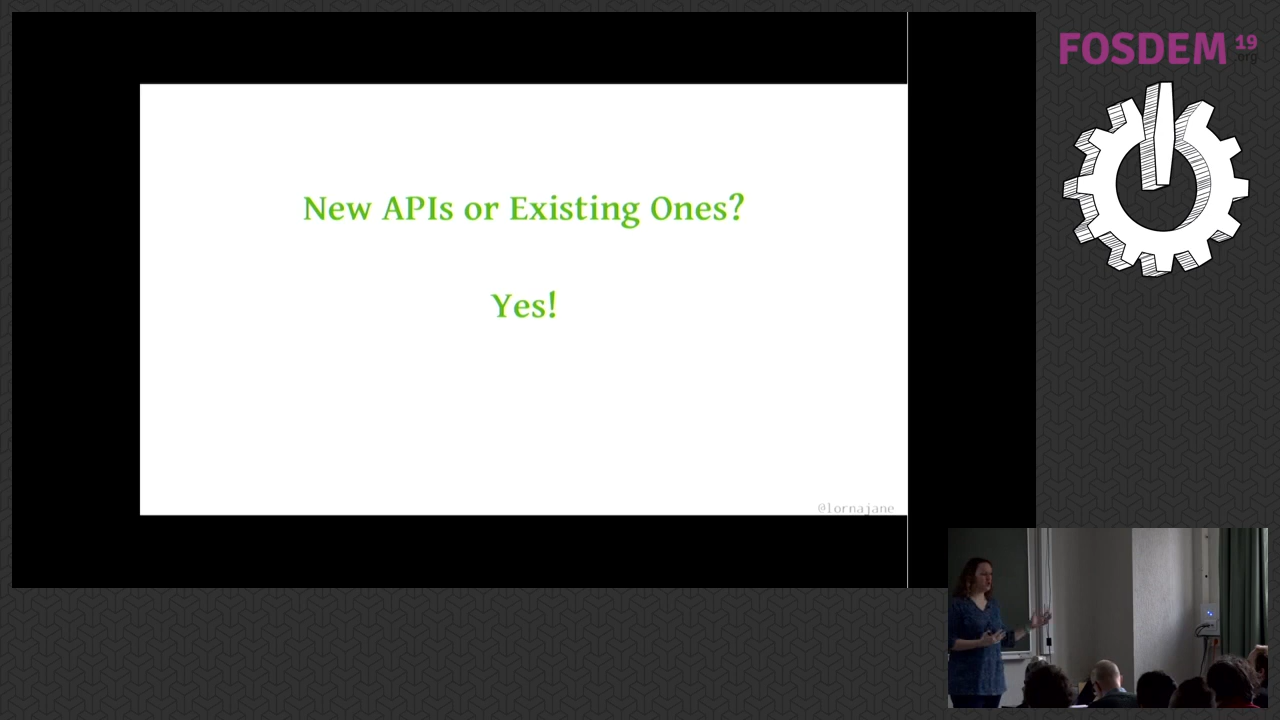 New APIs or Existing Ones?
Yes!
@lornajane
FOSDEM 19
.org